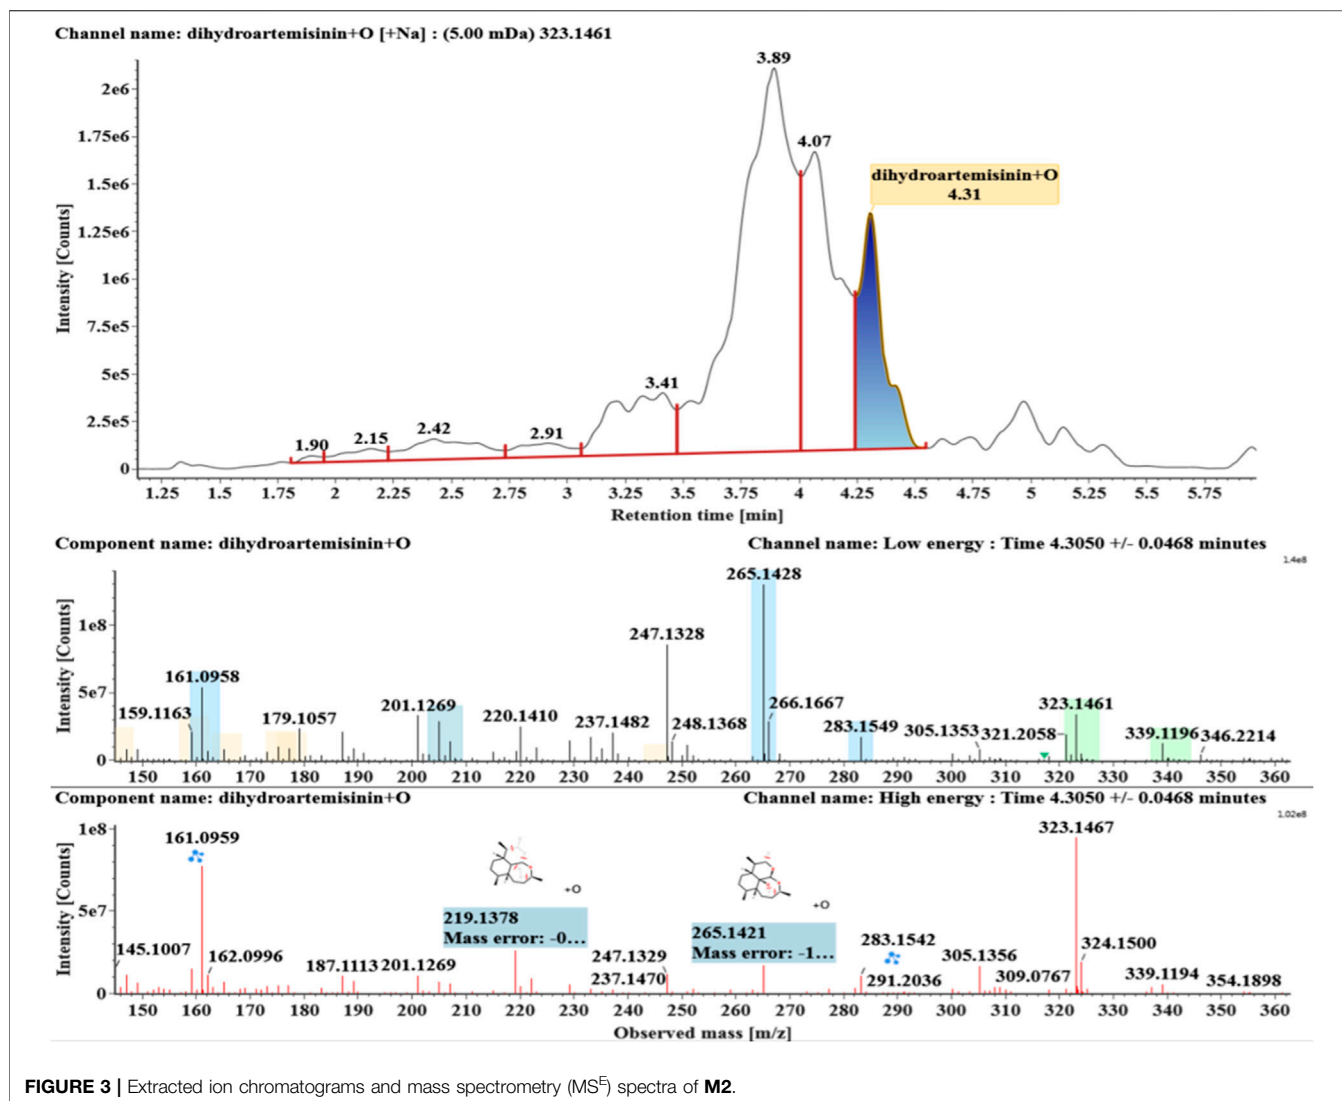 Channel name: dihydroartemisinin+O [+Na] : (5.00 mDa) 323.1461
3.89
2e6
1.75e6
4.07
1.5e6
dihydroartemisinin+O
4.31
1.25e6
Intensity [Counts]
1e6
7.5e5
5e5
3.41
2.5e5
1.90
2.15
2.42
2.91
0
1.25 1.5 1.75 2 2.25 2.5 2.75 3 3.25 3.5 3.75 4 4.25 4.5 4.75 5 5.25 5.5 5.75
Retention time [min]
Component name: dihydroartemisinin+O
Channel name: Low energy : Time 4.3050 +/- 0.0468 minutes
1.4e8
265.1428
1e8
Intensity [Counts]
247.1328
161.0958
5e7
159.1163 179.1057 201.1269 220.1410 237.1482 248.1368 266.1667 283.1549 305.1353 321.2058 323.1461 339.1196 346.2214
0
150 160 170 180 190 200 210 220 230 240 250 260 270 280 290 300 310 320 330 340 350 360
Component name: dihydroartemisinin+O
Channel name: High energy : Time 4.3050 +/- 0.0468 minutes
1.02e8
1e8
161.0959
323.1467
Intensity [Counts]
+O
+O
5e7
219.1378
Mass error: -0...
265.1421
Mass error: -1...
145.1007 162.0996 187.1113 201.1269 247.1329 237.1470 283.1542 291.2036 305.1356 309.0767 324.1500 339.1194 354.1898
0
150 160 170 180 190 200 210 220 230 240 250 260 270 280 290 300 310 320 330 340 350 360
Observed mass [m/z]
FIGURE 3 | Extracted ion chromatograms and mass spectrometry (MSᴱ) spectra of M2.